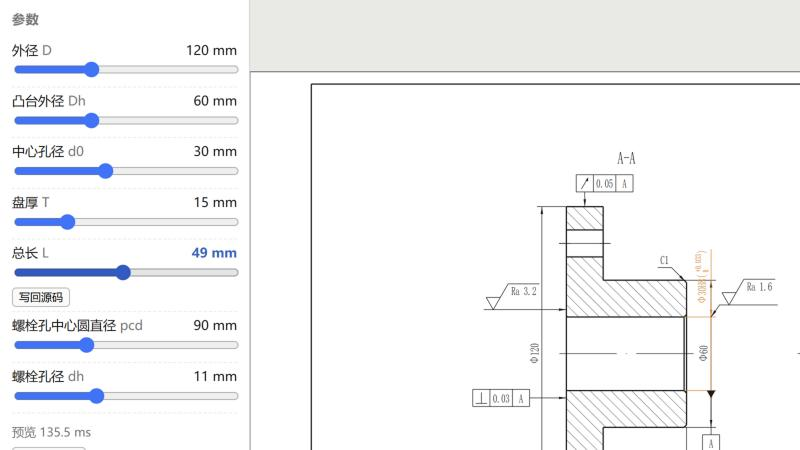 参数
外径 D 120 mm
凸台外径 Dh 60 mm
中心孔径 d0 30 mm
盘厚 T 15 mm
总长 L 49 mm
写回源码
螺栓孔中心圆直径 pcd 90 mm
螺栓孔径 dh 11 mm
预览 135.5 ms
A-A
0.05 A
C1
Ra 3.2
Ra 1.6
Φ120
Φ60
0.03 A
A